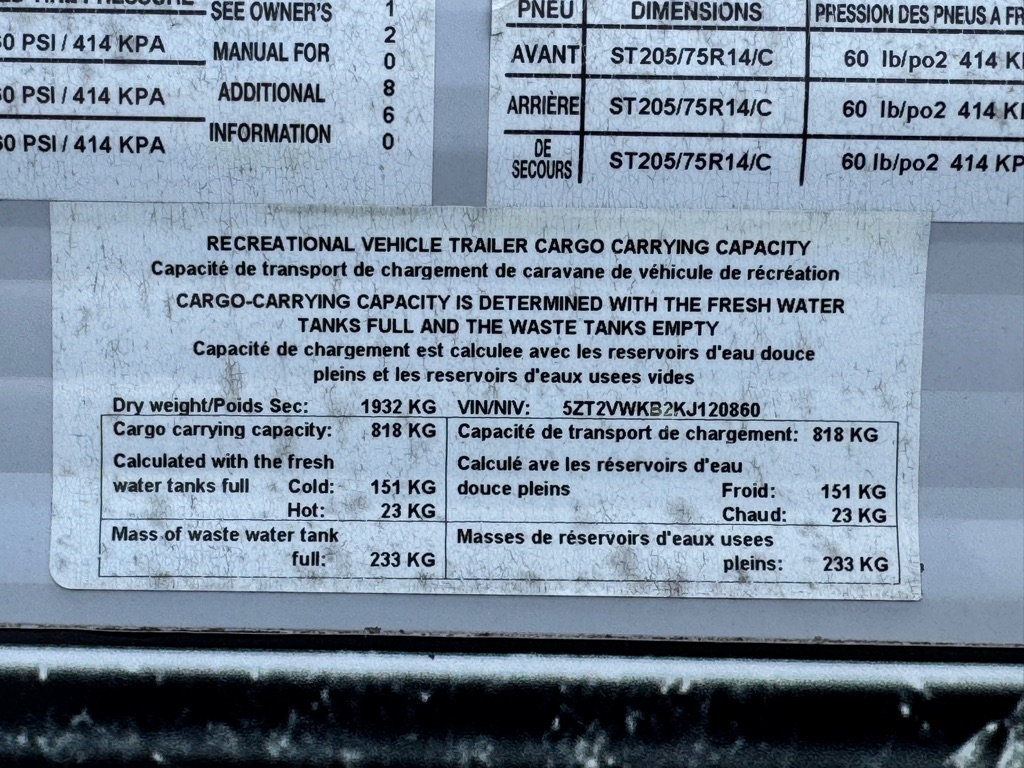 SEE OWNER'S
MANUAL FOR
ADDITIONAL
INFORMATION
0 PSI / 414 KPA
0 PSI / 414 KPA
0 PSI / 414 KPA
1
2
0
8
6
0
PNEU DIMENSIONS PRESSION DES PNEUS A FR
AVANT ST205/75R14/C 60 lb/po2 414 K
ARRIÈRE ST205/75R14/C 60 lb/po2 414 K
DE
SECOURS ST205/75R14/C 60 lb/po2 414 KP
RECREATIONAL VEHICLE TRAILER CARGO CARRYING CAPACITY
Capacité de transport de chargement de caravane de véhicule de récréation
CARGO-CARRYING CAPACITY IS DETERMINED WITH THE FRESH WATER
TANKS FULL AND THE WASTE TANKS EMPTY
Capacité de chargement est calculee avec les reservoirs d'eau douce
pleins et les reservoirs d'eaux usees vides
Dry weight/Poids Sec: 1932 KG VIN/NIV: 5ZT2VWKB2KJ120860
Cargo carrying capacity: 818 KG
Calculated with the fresh
water tanks full Cold: 151 KG
Hot: 23 KG
Mass of waste water tank
full: 233 KG
Capacité de transport de chargement: 818 KG
Calculé ave les réservoirs d'eau
douce pleins Froid: 151 KG
Chaud: 23 KG
Masses de réservoirs d'eaux usees
pleins: 233 KG